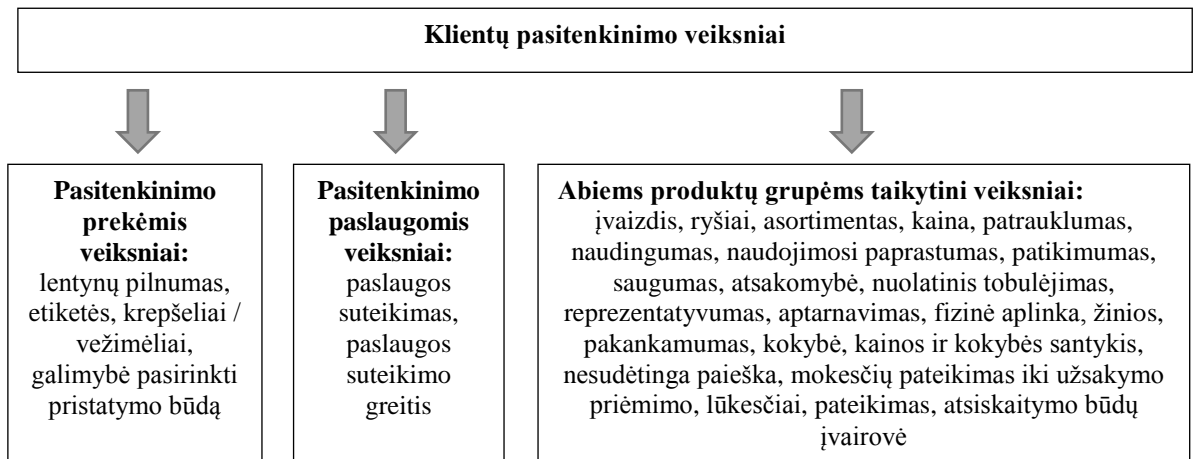 Klientų pasitenkinimo veiksniai
Pasitenkinimo
prekėmis
veiksniai:
lentynų pilnumas,
etiketės, krepšeliai /
vežimėliai,
galimybė pasirinkti
pristatymo būdą
Pasitenkinimo
paslaugomis
veiksniai:
paslaugos
suteikimas,
paslaugos
suteikimo
greitis
Abiems produktų grupėms taikytini veiksniai:
įvaizdis, ryšiai, asortimentas, kaina, patrauklumas,
naudingumas, naudojimosi paprastumas, patikimumas,
saugumas, atsakomybė, nuolatinis tobulėjimas,
reprezentatyvumas, aptarnavimas, fizinė aplinka, žinios,
pakankamumas, kokybė, kainos ir kokybės santykis,
nesudėtinga paieška, mokesčių pateikimas iki užsakymo
priėmimo, lūkesčiai, pateikimas, atsiskaitymo būdų
įvairovė